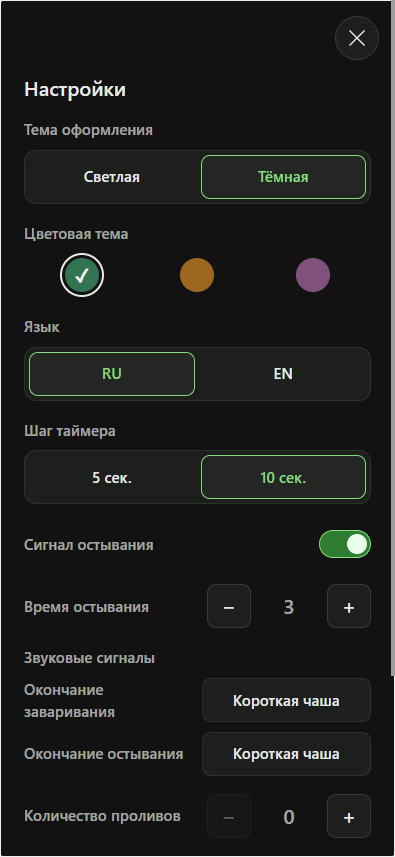 Настройки
Тема оформления
Светлая Тёмная
Цветовая тема
Язык
RU EN
Шаг таймера
5 сек. 10 сек.
Сигнал остывания
Время остывания − 3 +
Звуковые сигналы
Окончание
заваривания
Короткая чаша
Окончание остывания Короткая чаша
Количество проливов − 0 +